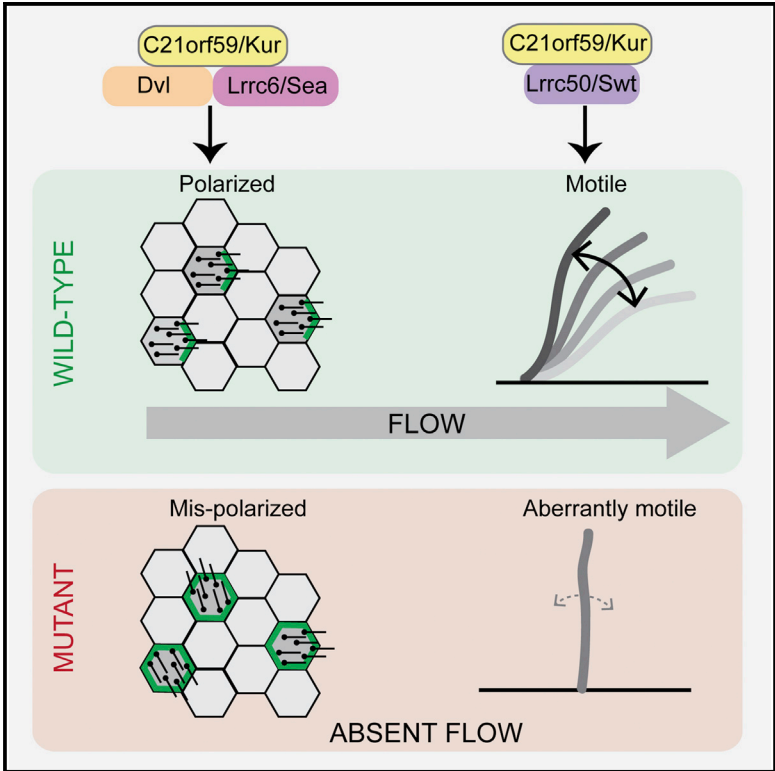 C21orf59/Kur
Dvl
Lrrc6/Sea
C21orf59/Kur
Lrrc50/Swt
WILD-TYPE
Polarized
Motile
FLOW
MUTANT
Mis-polarized
Aberrantly motile
ABSENT FLOW